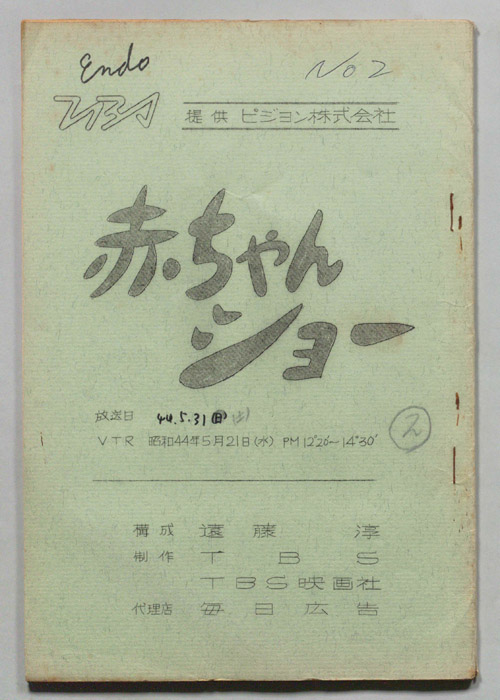 Endo
No 2
TBS
提供 ピジョン株式会社
赤ちゃん
ショー
放送日 44.5.31(日)(土)
VTR 昭和44年5月21日(水) PM 12°20'～14°30'
え
構成 遠藤 淳
制作 TBS
TBS映画社
代理店 毎日広告